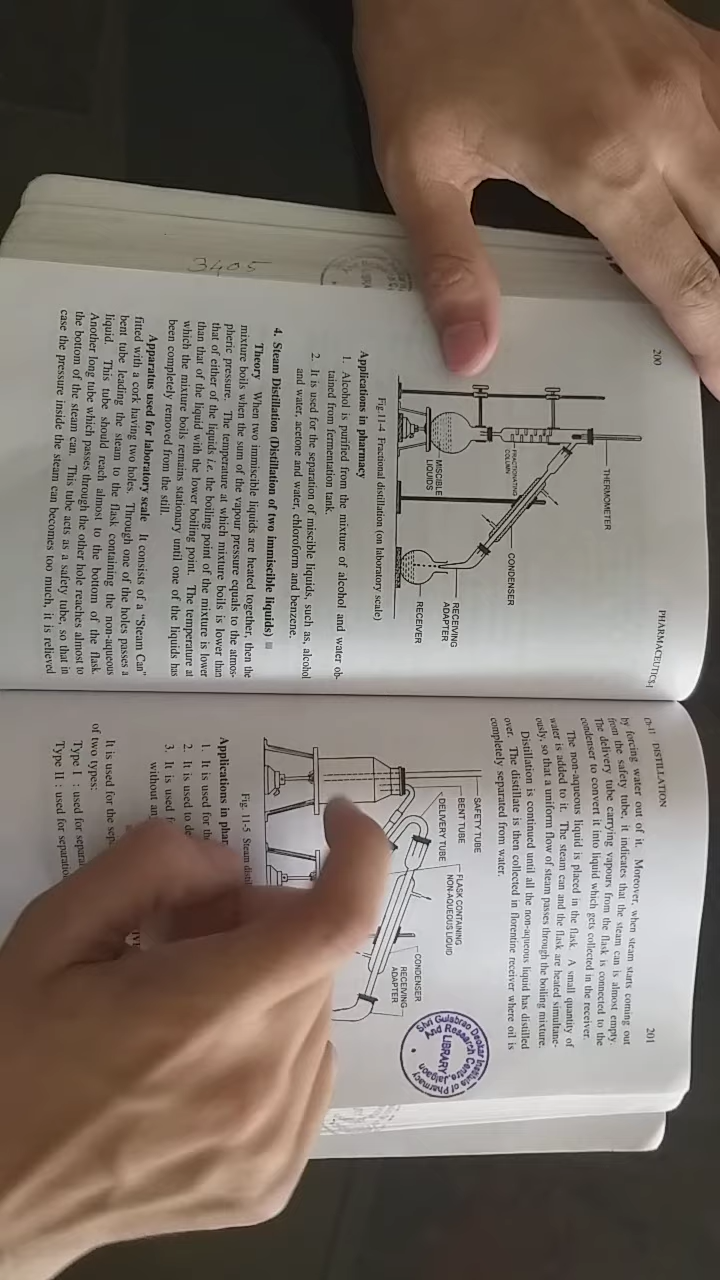 3405
200
PHARMACEUTICS-I
THERMOMETER
FRACTIONATING
COLUMN
CONDENSER
MISCIBLE
LIQUIDS
RECEIVING
ADAPTER
RECEIVER
Fig.11-4 Fractional distillation (on laboratory scale)
Applications in pharmacy
1. Alcohol is purified from the mixture of alcohol and water ob-
tained from fermentation tank.
2. It is used for the separation of miscible liquids, such as, alcohol
and water, acetone and water, chloroform and benzene.
4. Steam Distillation (Distillation of two immiscible liquids)
Theory When two immiscible liquids are heated together, then the
mixture boils when the sum of the vapour pressure equals to the atmos-
pheric pressure. The temperature at which mixture boils is lower than
that of either of the liquids i.e. the boiling point of the mixture is lower
than that of the liquid with the lower boiling point. The temperature at
which the mixture boils remains stationary until one of the liquids has
been completely removed from the still.
Apparatus used for laboratory scale It consists of a "Steam Can"
fitted with a cork having two holes. Through one of the holes passes a
bent tube leading the steam to the flask containing the non-aqueous
liquid. This tube should reach almost to the bottom of the flask.
Another long tube which passes through the other hole reaches almost to
the bottom of the steam can. This tube acts as a safety tube, so that in
case the pressure inside the steam can becomes too much, it is relieved
DISTILLATION
201
by forcing water out of it. Moreover, when steam starts coming out
from the safety tube, it indicates that the steam can is almost empty.
The delivery tube carrying vapours from the flask is connected to the
condenser to convert it into liquid which gets collected in the receiver.
The non-aqueous liquid is placed in the flask. A small quantity of
water is added to it. The steam can and the flask are heated simultane-
ously, so that a uniform flow of steam passes through the boiling mixture.
Distillation is continued until all the non-aqueous liquid has distilled
over. The distillate is then collected in florentine receiver where oil is
completely separated from water.
SAFETY TUBE
BENT TUBE
DELIVERY TUBE
FLASK CONTAINING
NON-AQUEOUS LIQUID
CONDENSER
RECEIVING
ADAPTER
Shri Gulabrao Deokar Institute of Pharmacy
And Research Centre, Jalgaon
LIBRARY
Fig. 11-5 Steam
Applications in
1. It is used for
2. It is used to
3. It is used
without
It is used for the
of two types:
Type I : used for
Type II : used for